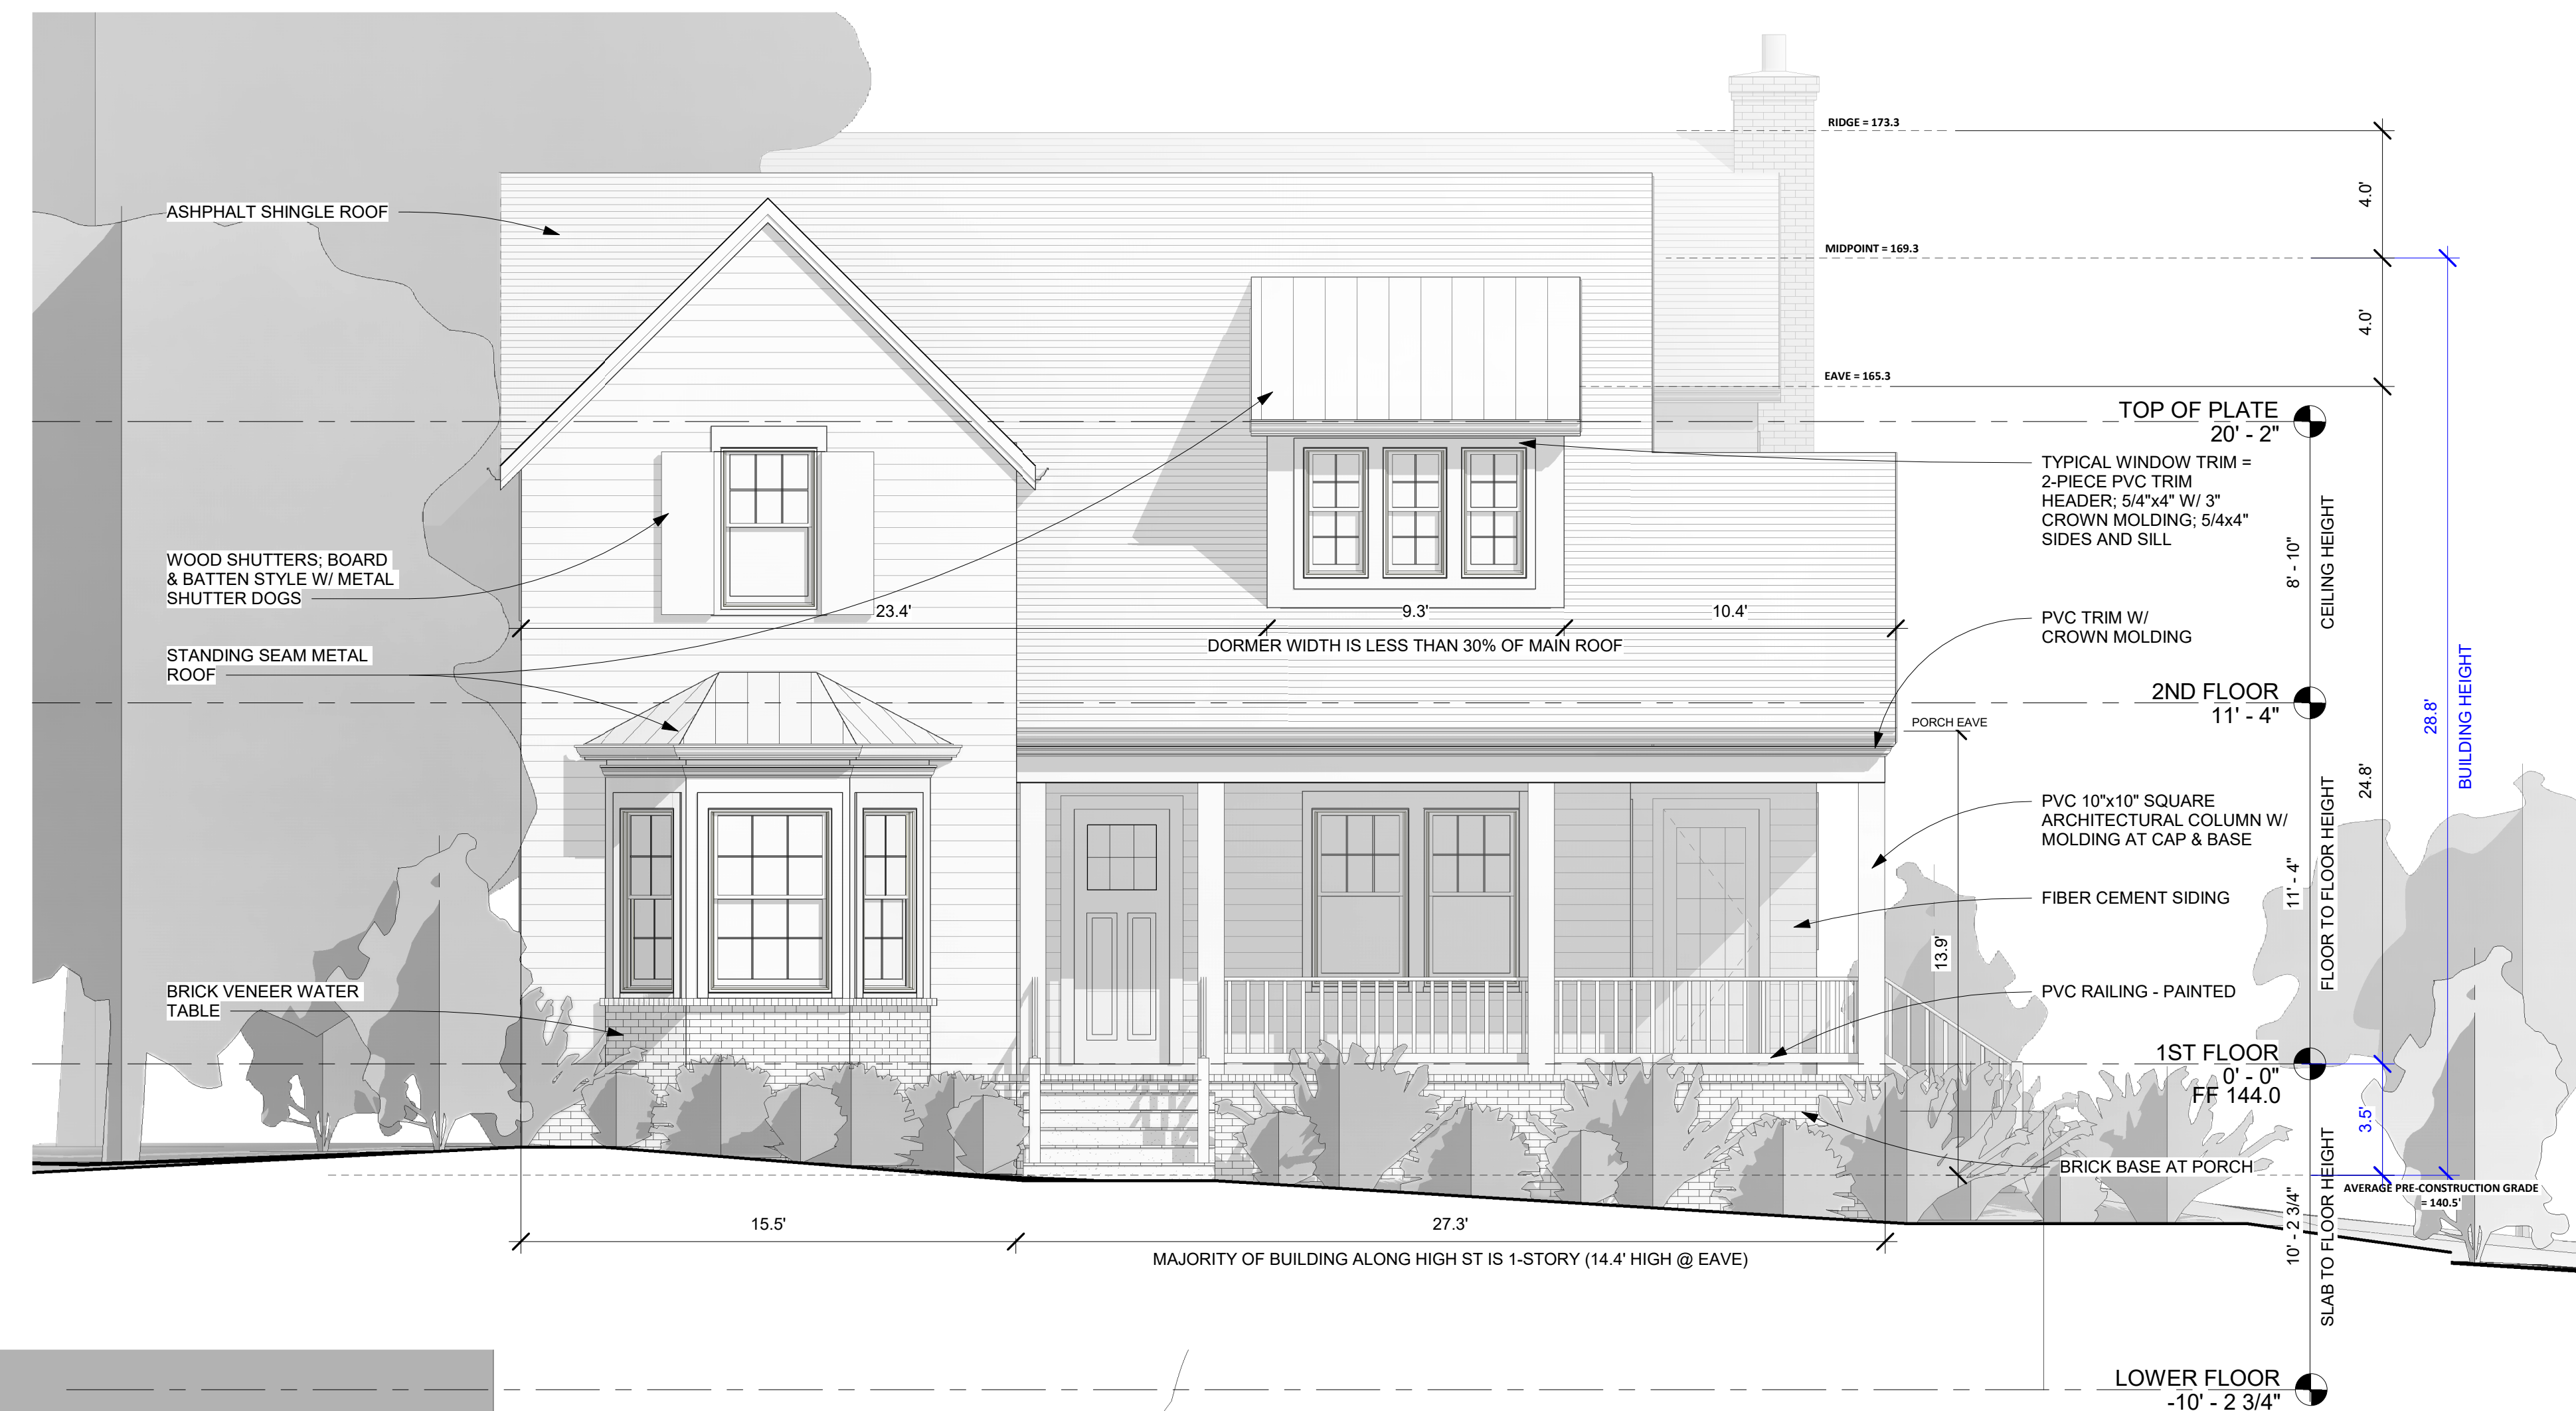 RIDGE = 173.3
4.0'
ASHPHALT SHINGLE ROOF
MIDPOINT = 169.3
4.0'
EAVE = 165.3
TOP OF PLATE
20' - 2"
TYPICAL WINDOW TRIM =
2-PIECE PVC TRIM
HEADER; 5/4"x4" W/ 3"
CROWN MOLDING; 5/4x4"
SIDES AND SILL
8' - 10"
CEILING HEIGHT
WOOD SHUTTERS; BOARD
& BATTEN STYLE W/ METAL
SHUTTER DOGS
23.4'
9.3'
10.4'
DORMER WIDTH IS LESS THAN 30% OF MAIN ROOF
PVC TRIM W/
CROWN MOLDING
STANDING SEAM METAL
ROOF
2ND FLOOR
11' - 4"
PORCH EAVE
28.8'
BUILDING HEIGHT
24.8'
PVC 10"x10" SQUARE
ARCHITECTURAL COLUMN W/
MOLDING AT CAP & BASE
11' - 4"
FLOOR TO FLOOR HEIGHT
FIBER CEMENT SIDING
13.9'
BRICK VENEER WATER
TABLE
PVC RAILING - PAINTED
1ST FLOOR
0' - 0"
FF 144.0
3.5'
BRICK BASE AT PORCH
AVERAGE PRE-CONSTRUCTION GRADE
= 140.5'
10' - 2 3/4"
SLAB TO FLOOR HEIGHT
15.5'
27.3'
MAJORITY OF BUILDING ALONG HIGH ST IS 1-STORY (14.4' HIGH @ EAVE)
LOWER FLOOR
-10' - 2 3/4"